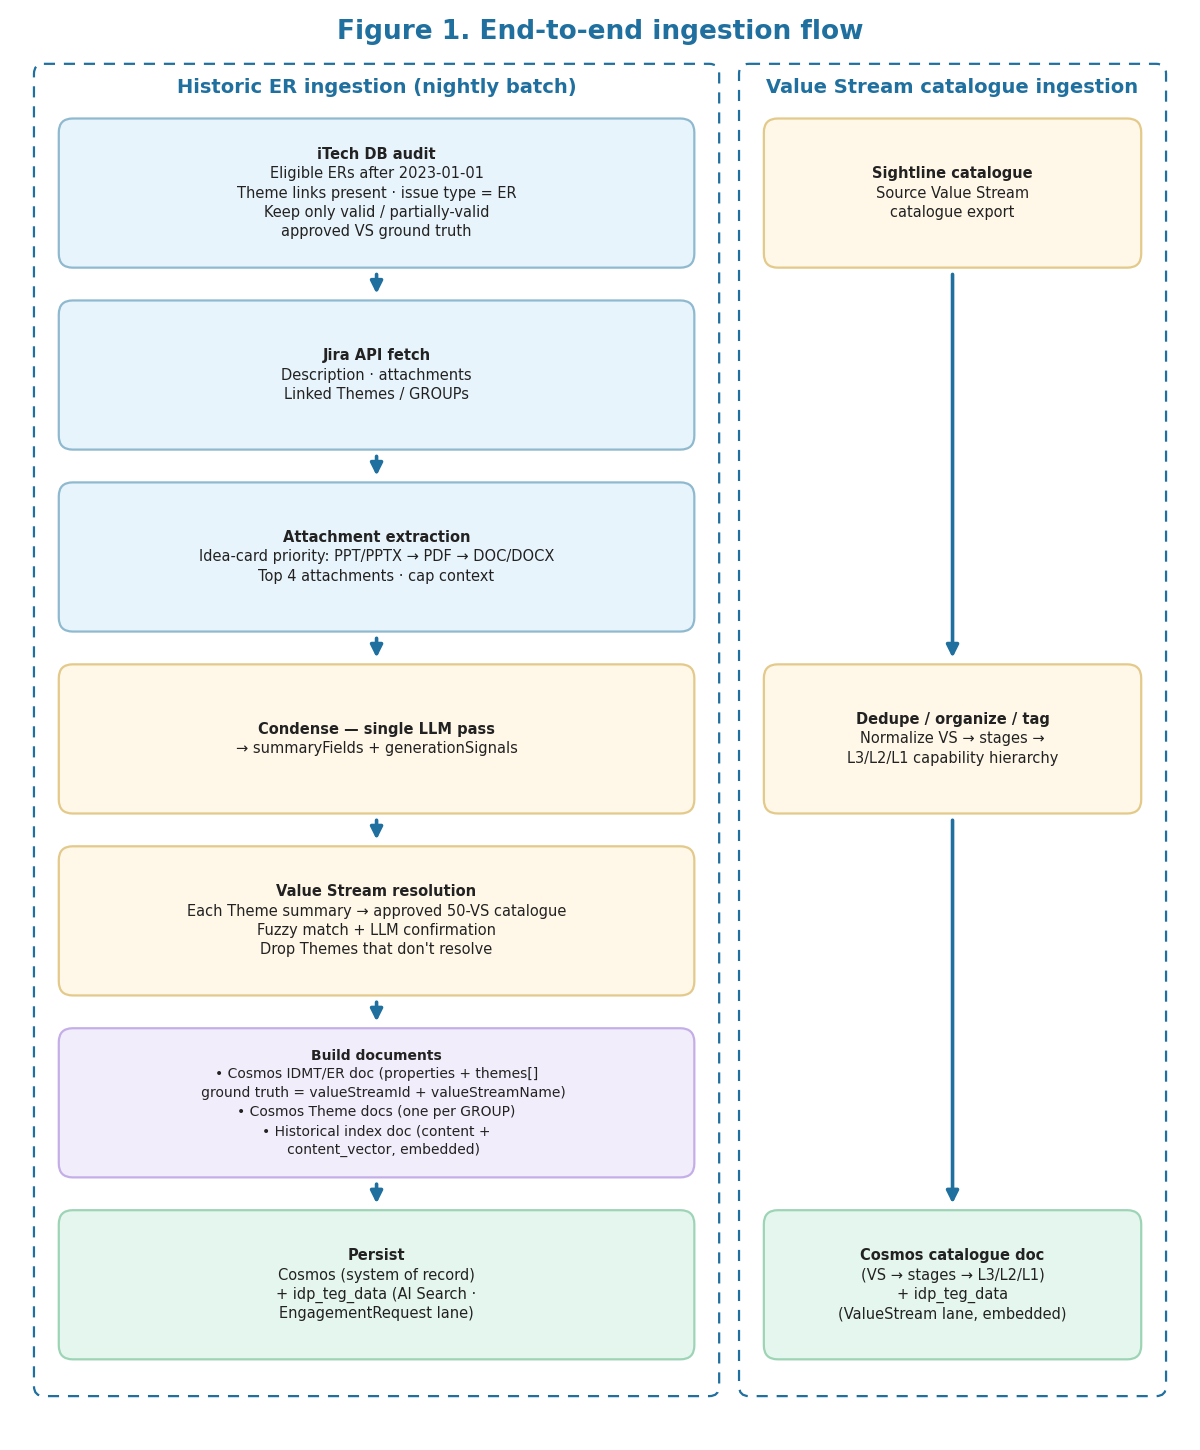 Figure 1. End-to-end ingestion flow
Historic ER ingestion (nightly batch)
iTech DB audit
Eligible ERs after 2023-01-01
Theme links present · issue type = ER
Keep only valid / partially-valid
approved VS ground truth
Jira API fetch
Description · attachments
Linked Themes / GROUPs
Attachment extraction
Idea-card priority: PPT/PPTX → PDF → DOC/DOCX
Top 4 attachments · cap context
Condense — single LLM pass
→ summaryFields + generationSignals
Value Stream resolution
Each Theme summary → approved 50-VS catalogue
Fuzzy match + LLM confirmation
Drop Themes that don't resolve
Build documents
• Cosmos IDMT/ER doc (properties + themes[]
ground truth = valueStreamId + valueStreamName)
• Cosmos Theme docs (one per GROUP)
• Historical index doc (content +
content_vector, embedded)
Persist
Cosmos (system of record)
+ idp_teg_data (AI Search ·
EngagementRequest lane)
Value Stream catalogue ingestion
Sightline catalogue
Source Value Stream
catalogue export
Dedupe / organize / tag
Normalize VS → stages →
L3/L2/L1 capability hierarchy
Cosmos catalogue doc
(VS → stages → L3/L2/L1)
+ idp_teg_data
(ValueStream lane, embedded)